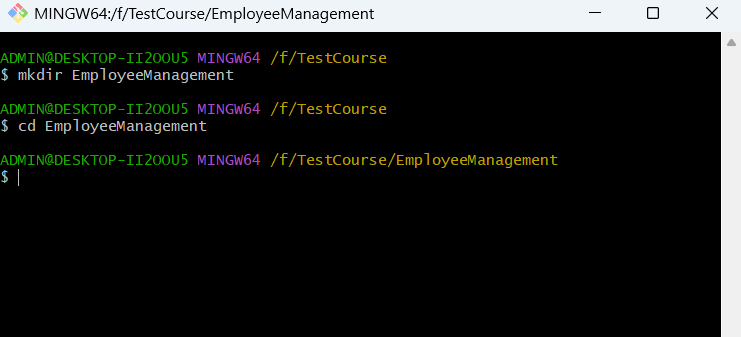 MINGW64:/f/TestCourse/EmployeeManagement
ADMIN@DESKTOP-II2OOU5 MINGW64 /f/TestCourse
$ mkdir EmployeeManagement
ADMIN@DESKTOP-II2OOU5 MINGW64 /f/TestCourse
$ cd EmployeeManagement
ADMIN@DESKTOP-II2OOU5 MINGW64 /f/TestCourse/EmployeeManagement
$